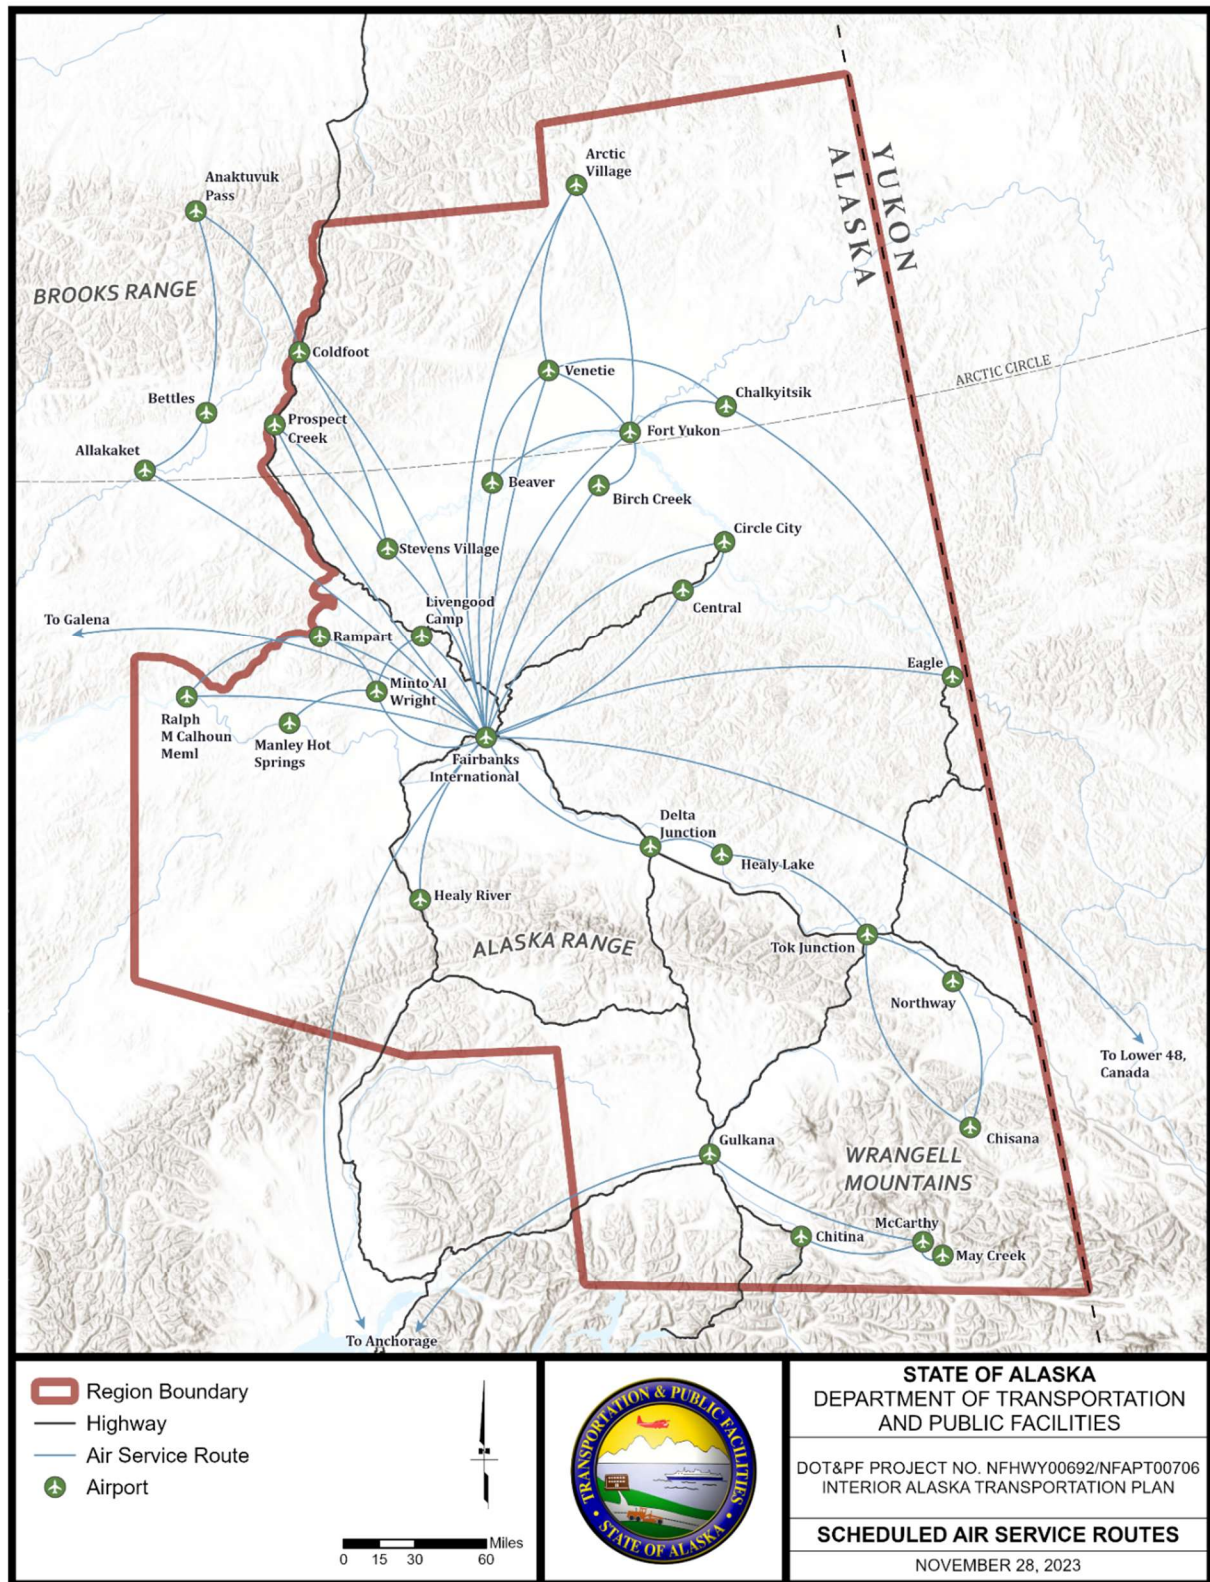 Arctic
Village
YUKON
ALASKA
Anaktuvuk
Pass
BROOKS RANGE
Coldfoot
ARCTIC CIRCLE
Venetie
Chalkyitsik
Bettles
Prospect
Creek
Fort Yukon
Allakaket
Beaver
Birch Creek
Circle City
Stevens Village
Central
Livengood
Camp
To Galena
Rampart
Eagle
Minto Al
Wright
Ralph
M Calhoun
Meml
Manley Hot
Springs
Fairbanks
International
Delta
Junction
Healy Lake
Healy River
ALASKA RANGE
Tok Junction
Northway
To Lower 48,
Canada
Gulkana
Chisana
WRANGELL
MOUNTAINS
McCarthy
Chitina
May Creek
To Anchorage
Region Boundary
Highway
Air Service Route
Airport
Miles
0 15 30 60
TRANSPORTATION & PUBLIC FACILITIES
STATE OF ALASKA
STATE OF ALASKA
DEPARTMENT OF TRANSPORTATION
AND PUBLIC FACILITIES
DOT&PF PROJECT NO. NFHWY00692/NFAPT00706
INTERIOR ALASKA TRANSPORTATION PLAN
SCHEDULED AIR SERVICE ROUTES
NOVEMBER 28, 2023